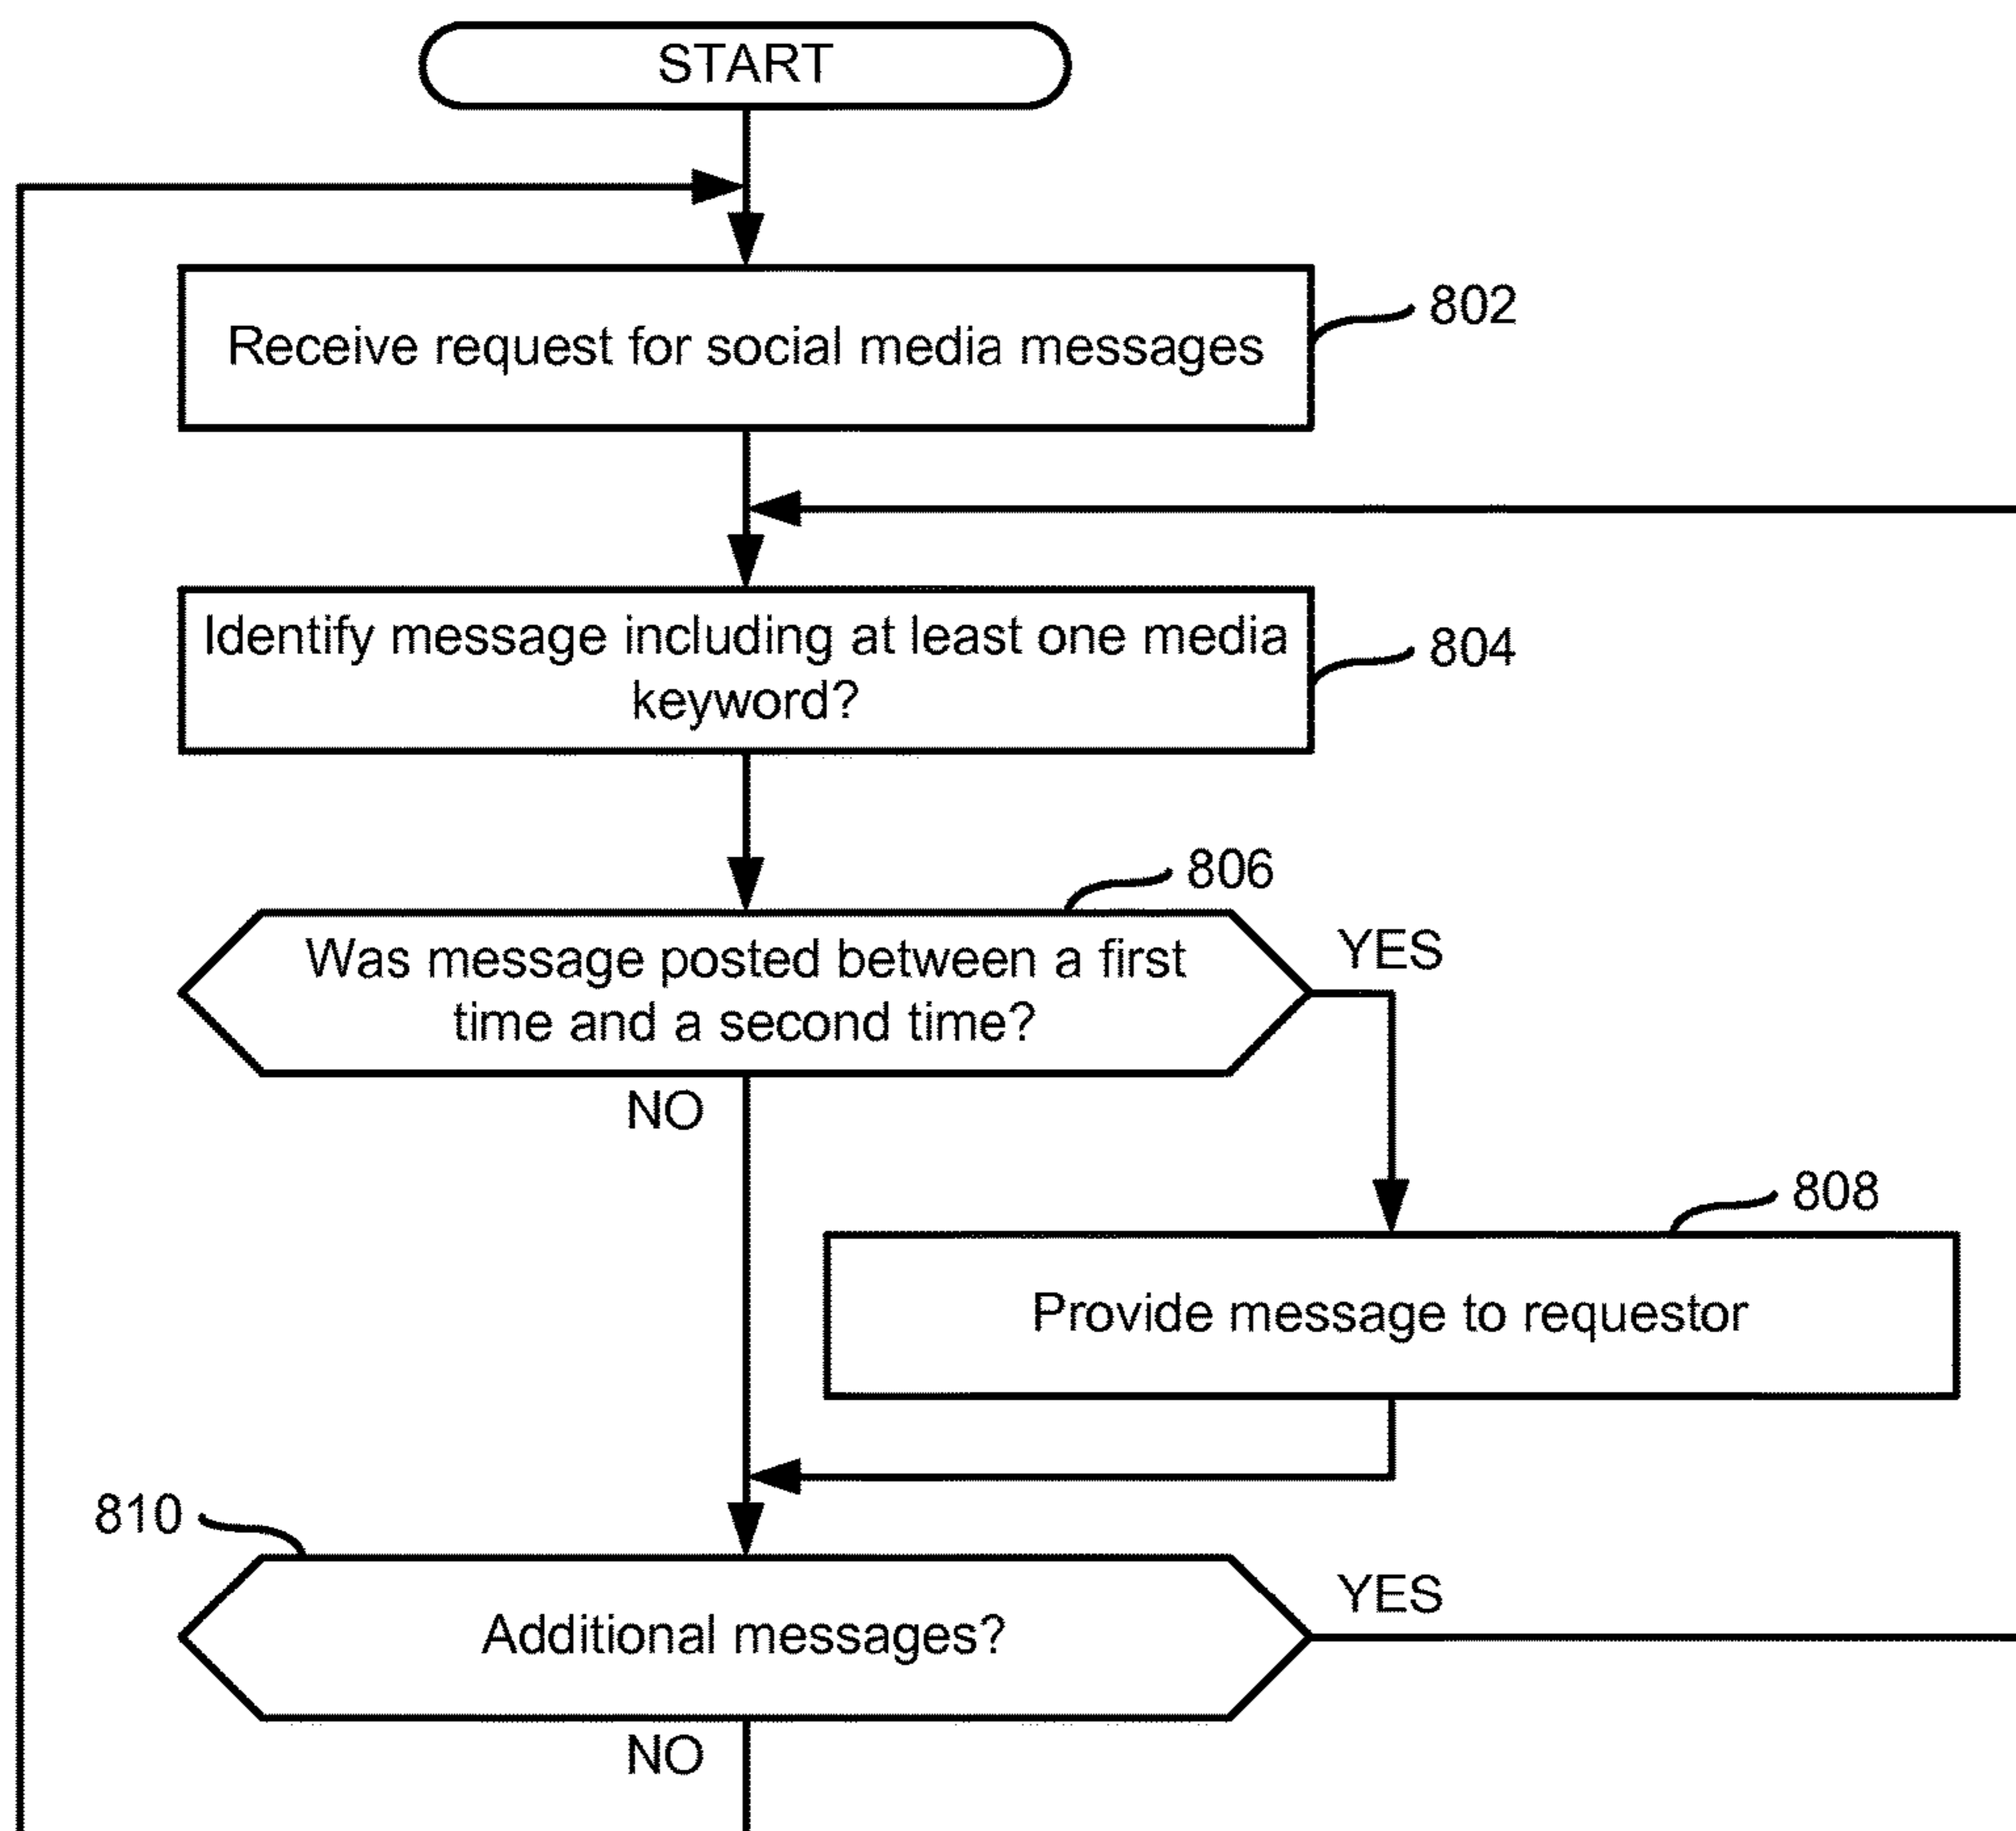 START
Receive request for social media messages
802
Identify message including at least one media
keyword?
804
806
Was message posted between a first
time and a second time?
YES
NO
808
Provide message to requestor
810
Additional messages?
YES
NO